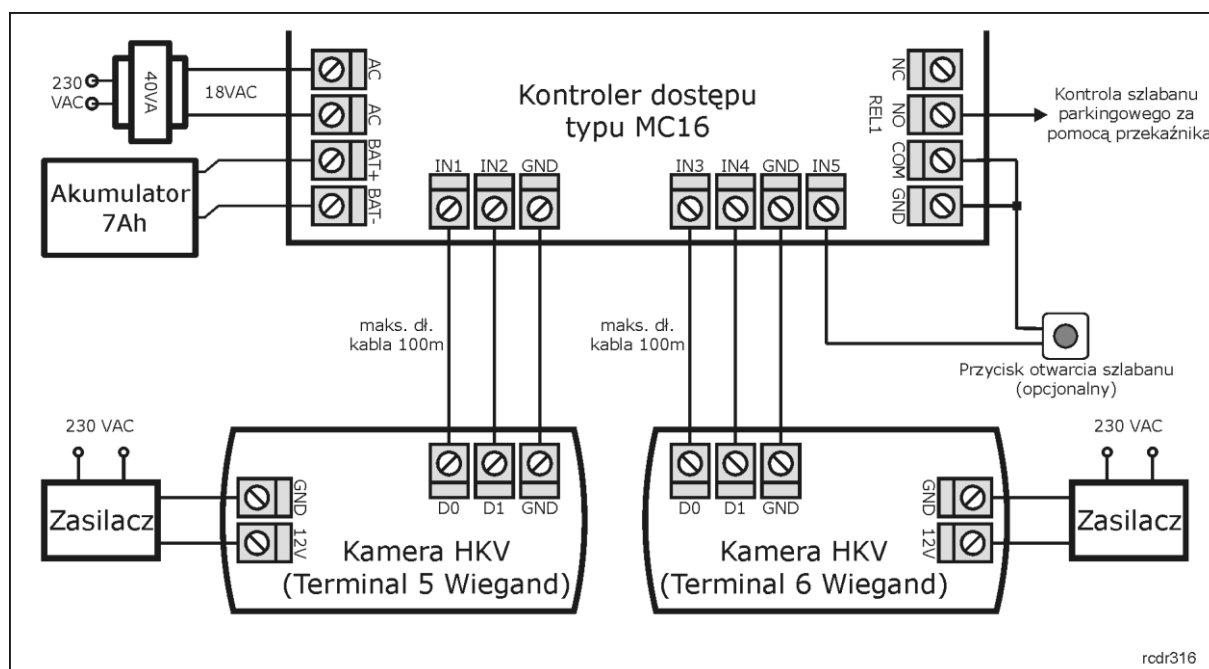 230
VAC
40VA
18VAC
Akumulator
7Ah
AC
AC
BAT+
BAT-
Kontroler dostępu
typu MC16
IN1 IN2 GND
IN3 IN4 GND IN5
REL1
NC
NO
COM
GND
Kontrola szlabanu
parkingowego za
pomocą przekaźnika
maks. dł.
kabla 100m
maks. dł.
kabla 100m
Przycisk otwarcia szlabanu
(opcjonalny)
230 VAC
Zasilacz
GND
12V
D0 D1 GND
Kamera HKV
(Terminal 5 Wiegand)
D0 D1 GND
Kamera HKV
(Terminal 6 Wiegand)
GND
12V
230 VAC
Zasilacz
rcdr316